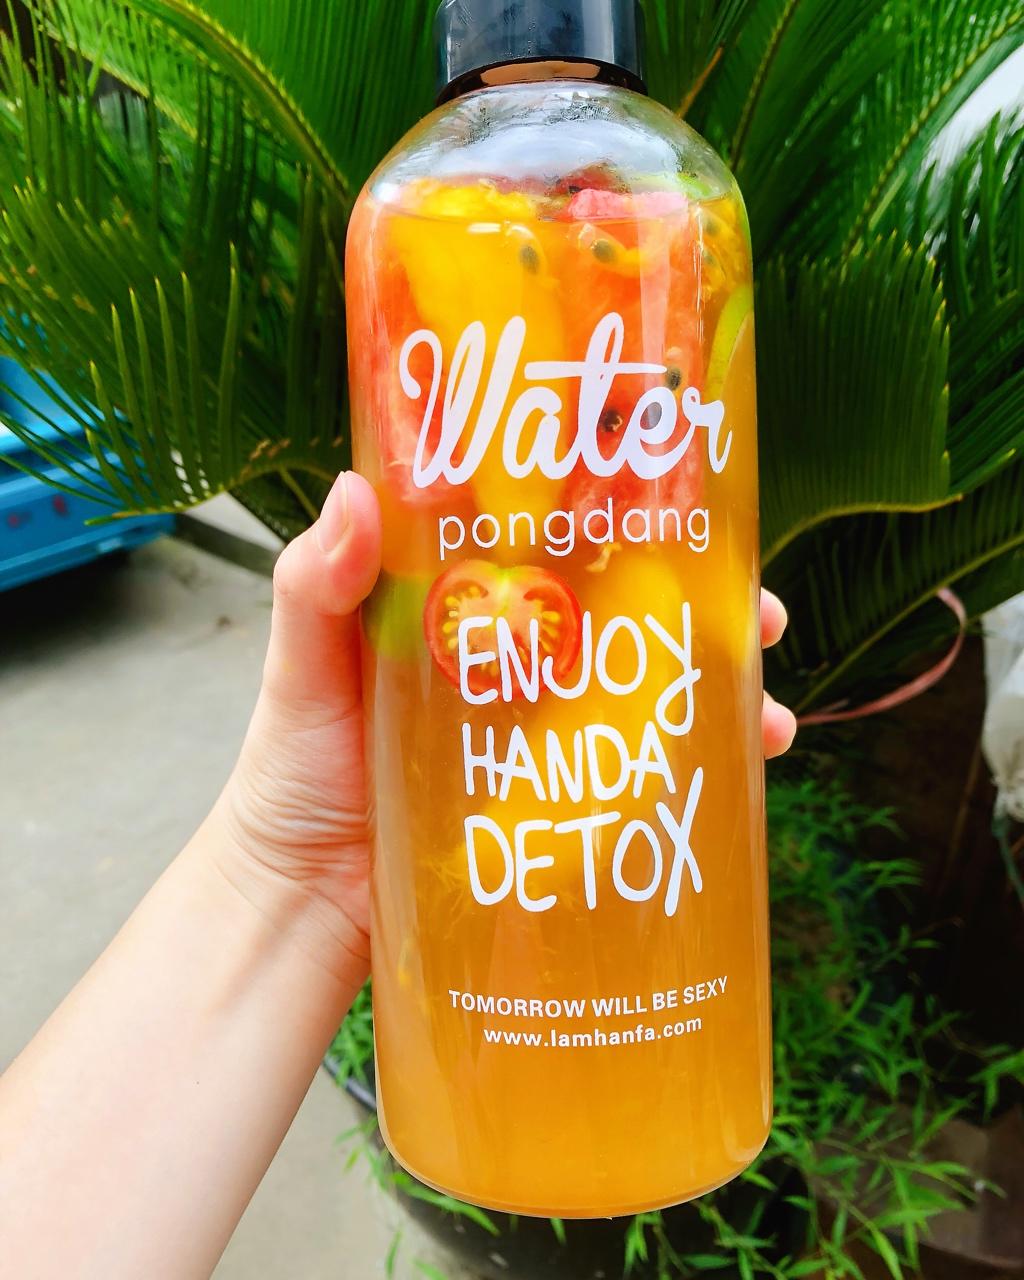 Water
pongdang
ENJOY
HANDA
DETOX
TOMORROW WILL BE SEXY
www.lamhanfa.com